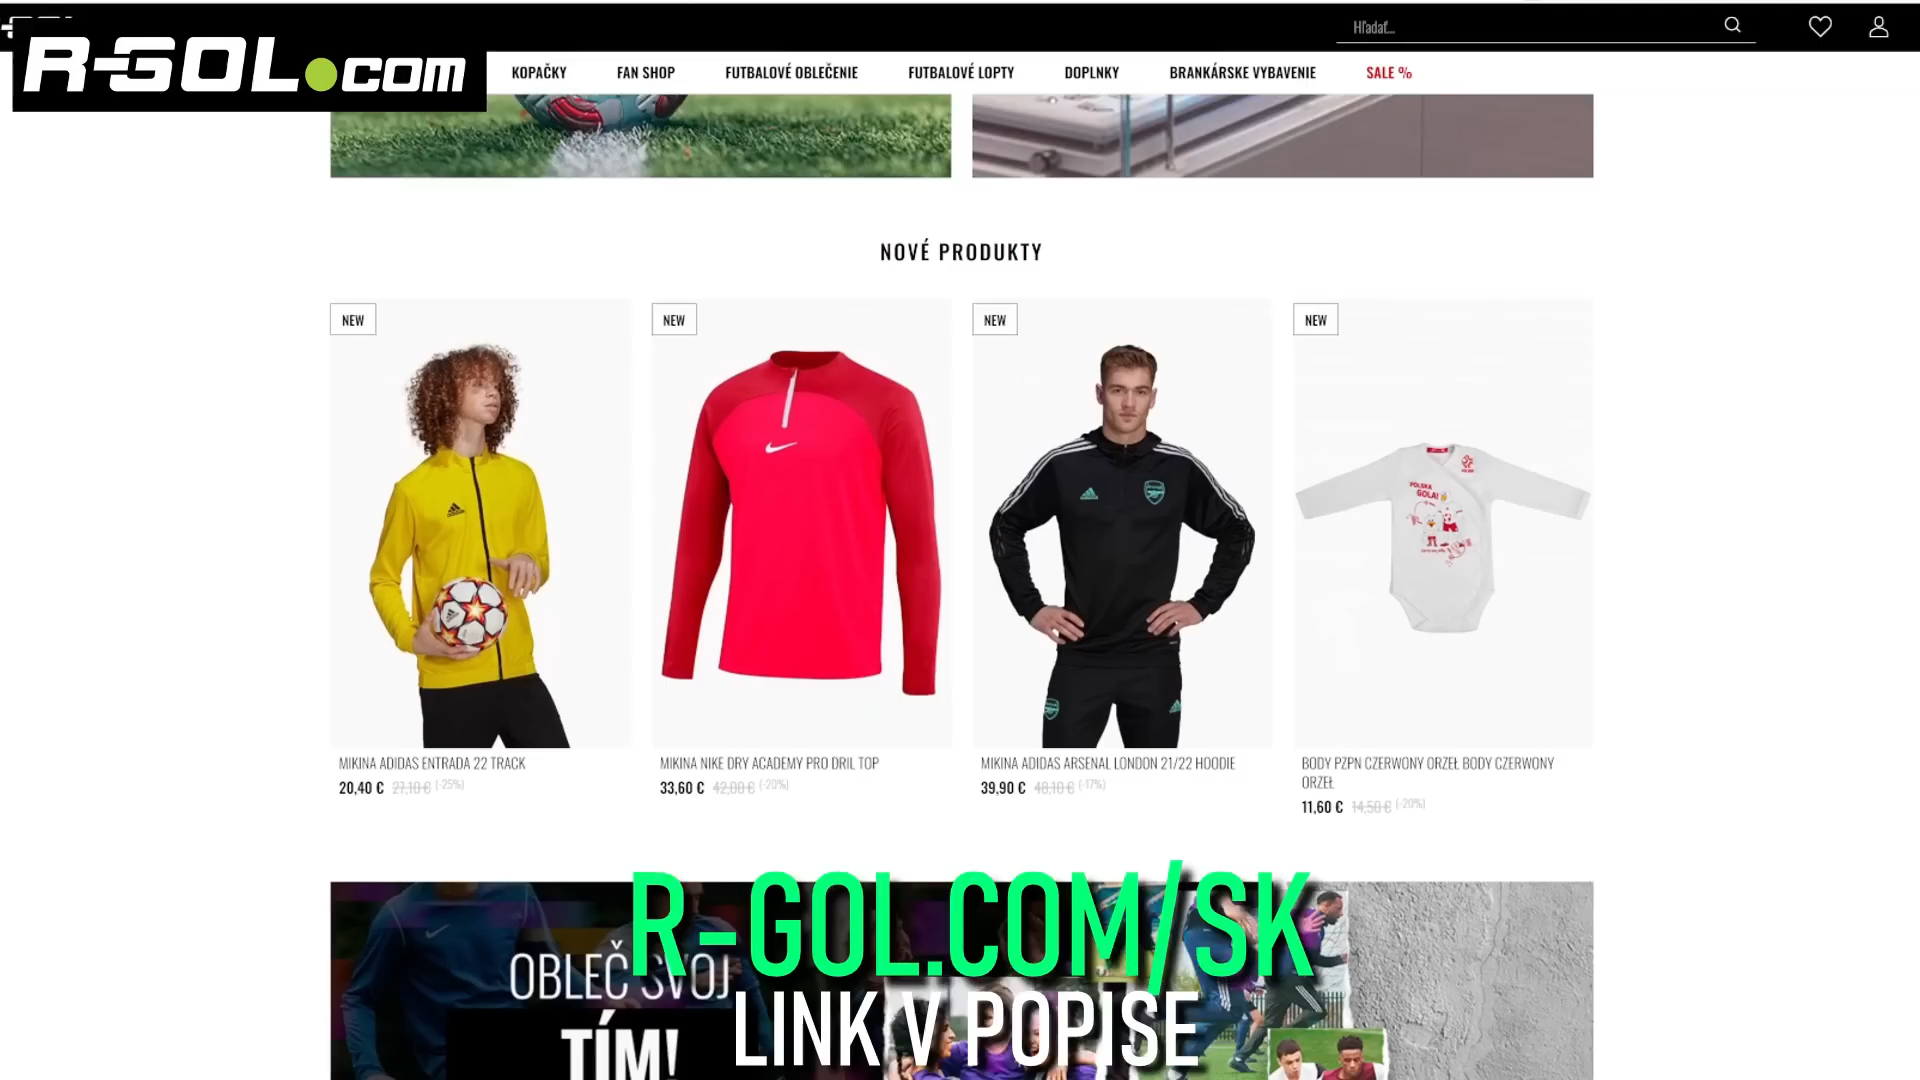 R-GOL.com
Hľadať...
KOPAČKY FAN SHOP FUTBALOVÉ OBLEČENIE FUTBALOVÉ LOPTY DOPLNKY BRANKÁRSKE VYBAVENIE SALE %
NOVÉ PRODUKTY
NEW NEW NEW NEW
POLSKA
GOLA!
MIKINA ADIDAS ENTRADA 22 TRACK
20,40 € 27,10 € (-25%)
MIKINA NIKE DRY ACADEMY PRO DRIL TOP
33,60 € 42,00 € (-20%)
MIKINA ADIDAS ARSENAL LONDON 21/22 HOODIE
39,90 € 48,10 € (-17%)
BODY PZPN CZERWONY ORZEŁ BODY CZERWONY
ORZEŁ
11,60 € 14,50 € (-20%)
R-GOL.COM/SK
OBLEČ SVOJ
LINK V POPISE
TÍM!